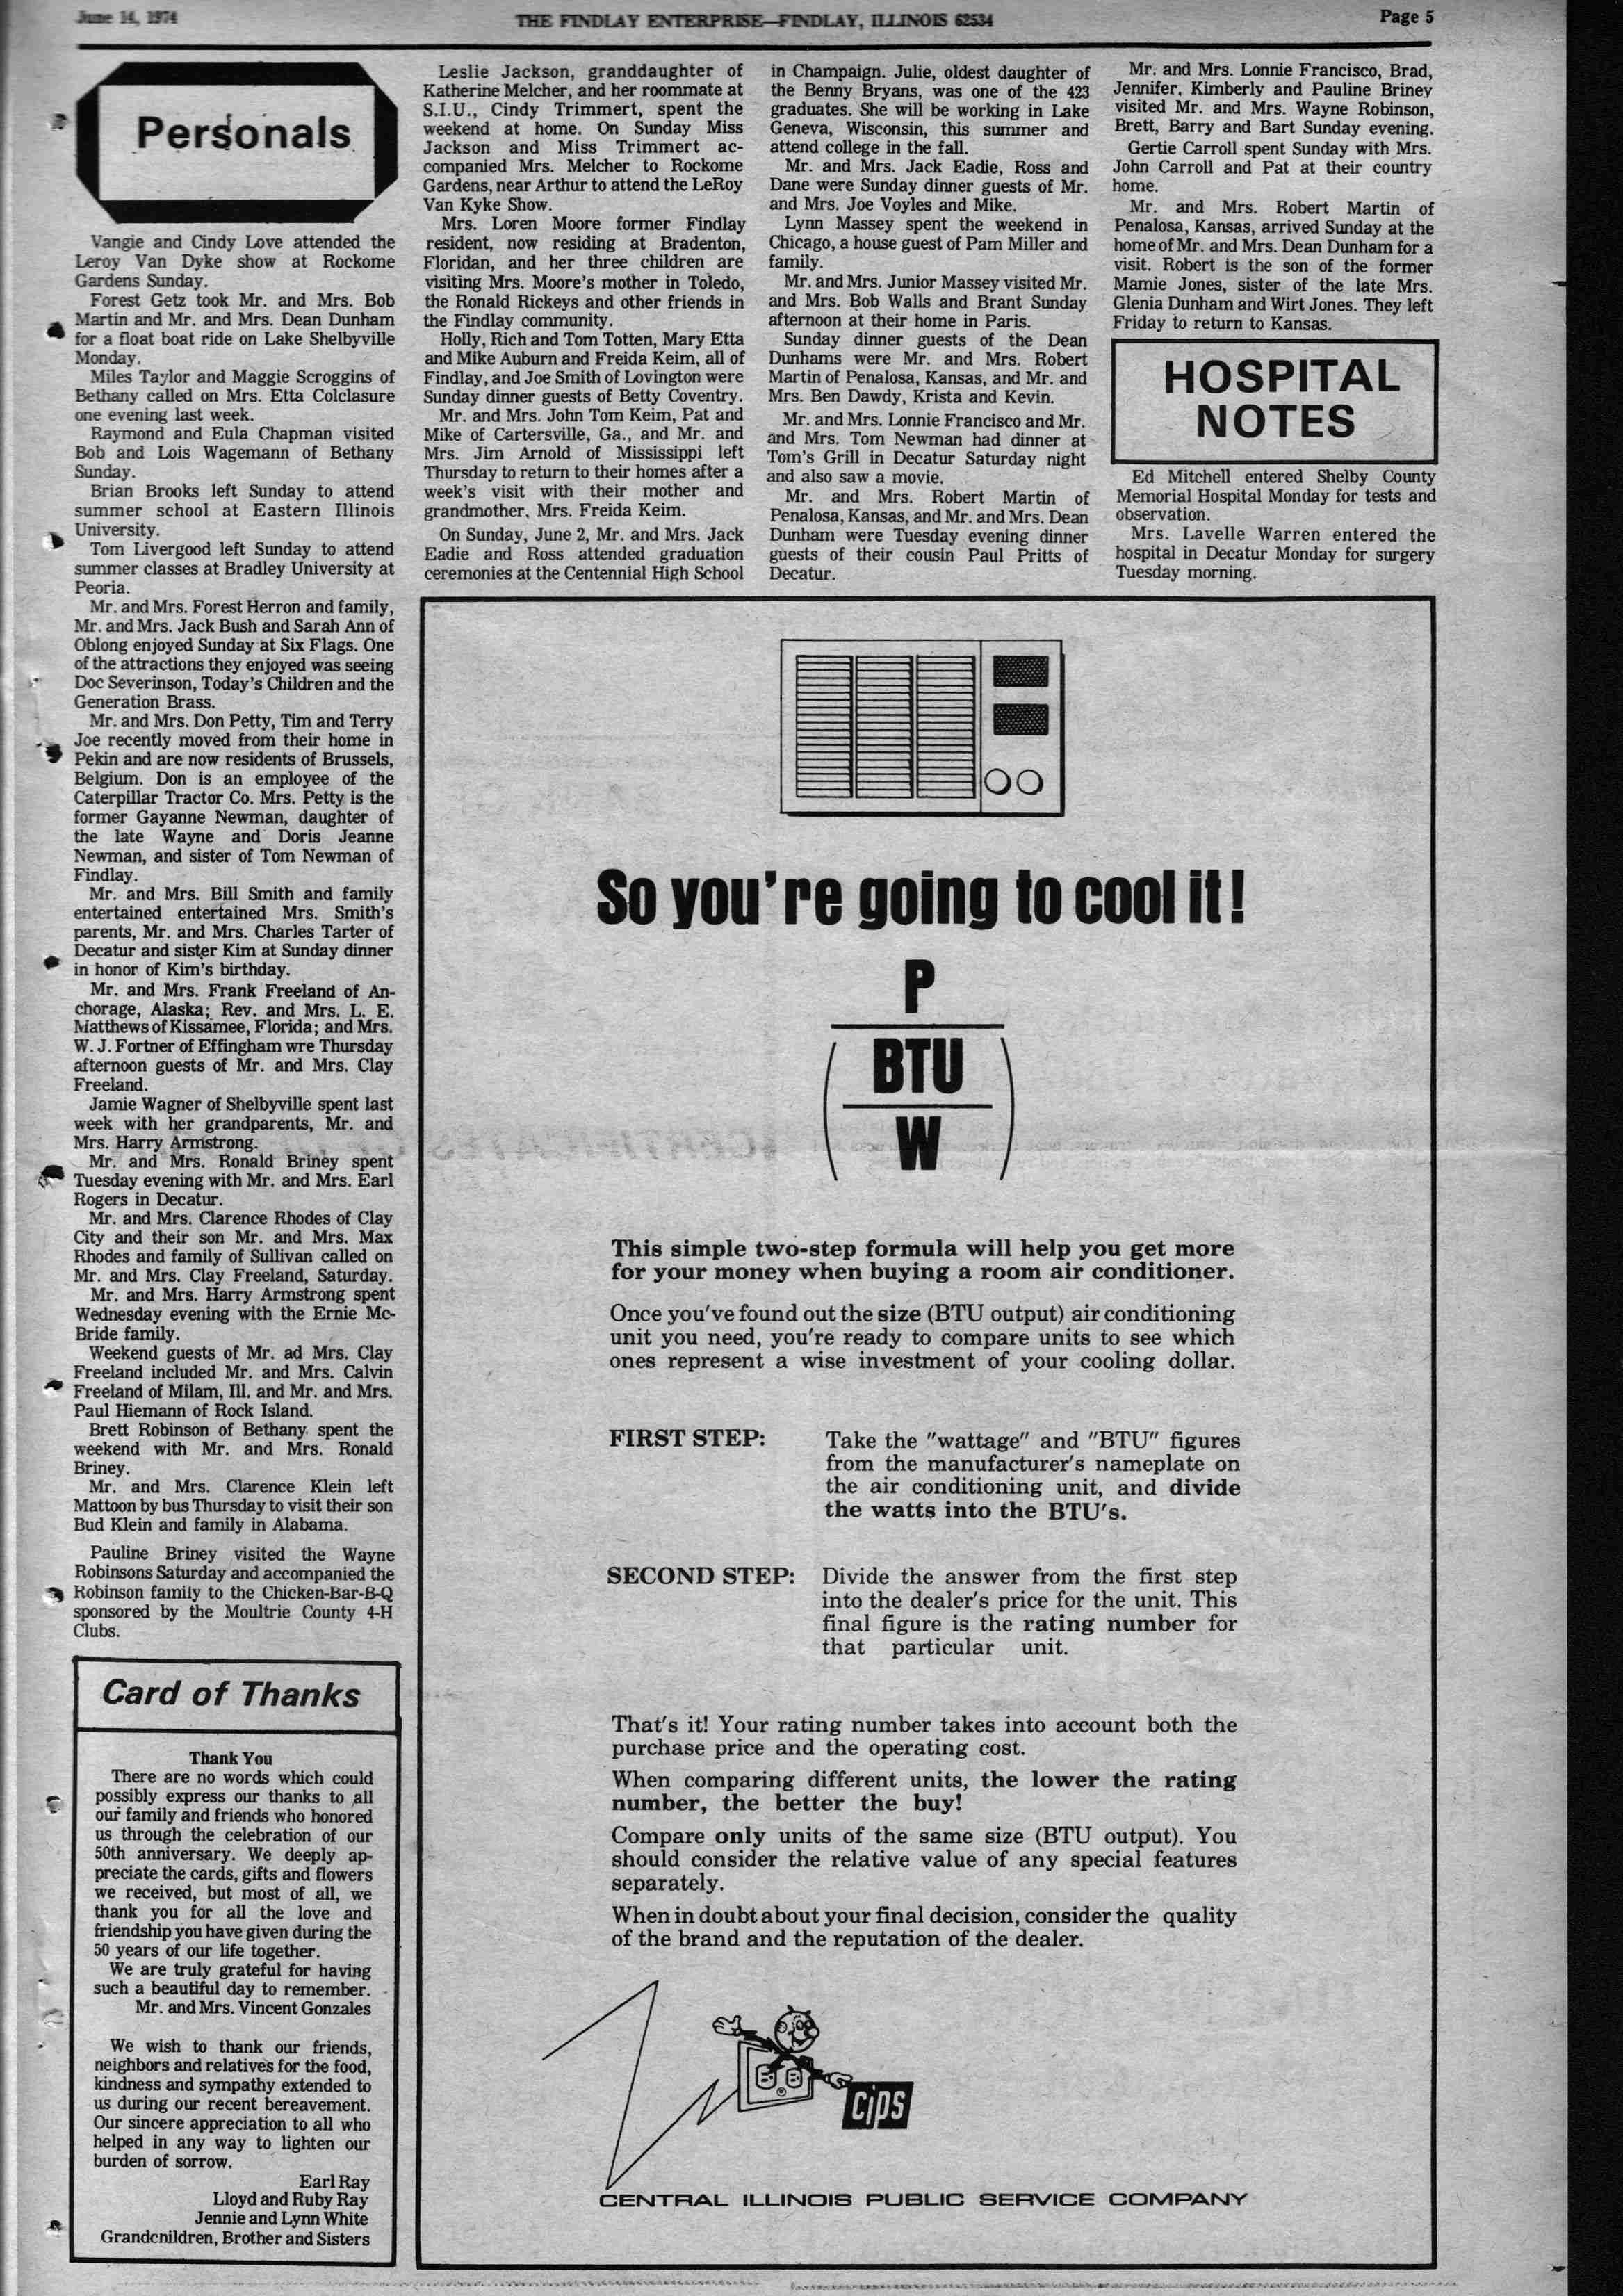 June 14, 1974
THE FINDLAY ENTERPRISE—FINDLAY, ILLINOIS 62534
Page 5
Personals
Vangie and Cindy Love attended the
Leroy Van Dyke show at Rockome
Gardens Sunday.
Forest Getz took Mr. and Mrs. Bob
Martin and Mr. and Mrs. Dean Dunham
for a float boat ride on Lake Shelbyville
Monday.
Miles Taylor and Maggie Scroggins of
Bethany called on Mrs. Etta Colclasure
one evening last week.
Raymond and Eula Chapman visited
Bob and Lois Wagemann of Bethany
Sunday.
Brian Brooks left Sunday to attend
summer school at Eastern Illinois
University.
Tom Livergood left Sunday to attend
summer classes at Bradley University at
Peoria.
Mr. and Mrs. Forest Herron and family,
Mr. and Mrs. Jack Bush and Sarah Ann of
Oblong enjoyed Sunday at Six Flags. One
of the attractions they enjoyed was seeing
Doc Severinson, Today's Children and the
Generation Brass.
Mr. and Mrs. Don Petty, Tim and Terry
Joe recently moved from their home in
Pekin and are now residents of Brussels,
Belgium. Don is an employee of the
Caterpillar Tractor Co. Mrs. Petty is the
former Gayanne Newman, daughter of
the late Wayne and Doris Jeanne
Newman, and sister of Tom Newman of
Findlay.
Mr. and Mrs. Bill Smith and family
entertained entertained Mrs. Smith's
parents, Mr. and Mrs. Charles Tarter of
Decatur and sister Kim at Sunday dinner
in honor of Kim's birthday.
Mr. and Mrs. Frank Freeland of An-
chorage, Alaska; Rev. and Mrs. L. E.
Matthews of Kissamee, Florida; and Mrs.
W. J. Fortner of Effingham wre Thursday
afternoon guests of Mr. and Mrs. Clay
Freeland.
Jamie Wagner of Shelbyville spent last
week with her grandparents, Mr. and
Mrs. Harry Armstrong.
Mr. and Mrs. Ronald Briney spent
Tuesday evening with Mr. and Mrs. Earl
Rogers in Decatur.
Mr. and Mrs. Clarence Rhodes of Clay
City and their son Mr. and Mrs. Max
Rhodes and family of Sullivan called on
Mr. and Mrs. Clay Freeland, Saturday.
Mr. and Mrs. Harry Armstrong spent
Wednesday evening with the Ernie Mc-
Bride family.
Weekend guests of Mr. ad Mrs. Clay
Freeland included Mr. and Mrs. Calvin
Freeland of Milam, Ill. and Mr. and Mrs.
Paul Hiemann of Rock Island.
Brett Robinson of Bethany spent the
weekend with Mr. and Mrs. Ronald
Briney.
Mr. and Mrs. Clarence Klein left
Mattoon by bus Thursday to visit their son
Bud Klein and family in Alabama.
Pauline Briney visited the Wayne
Robinsons Saturday and accompanied the
Robinson family to the Chicken-Bar-B-Q
sponsored by the Moultrie County 4-H
Clubs.
Card of Thanks
Thank You
There are no words which could
possibly express our thanks to all
our family and friends who honored
us through the celebration of our
50th anniversary. We deeply ap-
preciate the cards, gifts and flowers
we received, but most of all, we
thank you for all the love and
friendship you have given during the
50 years of our life together.
We are truly grateful for having
such a beautiful day to remember.
Mr. and Mrs. Vincent Gonzales
We wish to thank our friends,
neighbors and relatives for the food,
kindness and sympathy extended to
us during our recent bereavement.
Our sincere appreciation to all who
helped in any way to lighten our
burden of sorrow.
Earl Ray
Lloyd and Ruby Ray
Jennie and Lynn White
Grandcnildren, Brother and Sisters
Leslie Jackson, granddaughter of
Katherine Melcher, and her roommate at
S.I.U., Cindy Trimmert, spent the
weekend at home. On Sunday Miss
Jackson and Miss Trimmert ac-
companied Mrs. Melcher to Rockome
Gardens, near Arthur to attend the LeRoy
Van Kyke Show.
Mrs. Loren Moore former Findlay
resident, now residing at Bradenton,
Floridan, and her three children are
visiting Mrs. Moore's mother in Toledo,
the Ronald Rickeys and other friends in
the Findlay community.
Holly, Rich and Tom Totten, Mary Etta
and Mike Auburn and Freida Keim, all of
Findlay, and Joe Smith of Lovington were
Sunday dinner guests of Betty Coventry.
Mr. and Mrs. John Tom Keim, Pat and
Mike of Cartersville, Ga., and Mr. and
Mrs. Jim Arnold of Mississippi left
Thursday to return to their homes after a
week's visit with their mother and
grandmother, Mrs. Freida Keim.
On Sunday, June 2, Mr. and Mrs. Jack
Eadie and Ross attended graduation
ceremonies at the Centennial High School
in Champaign. Julie, oldest daughter of
the Benny Bryans, was one of the 423
graduates. She will be working in Lake
Geneva, Wisconsin, this summer and
attend college in the fall.
Mr. and Mrs. Jack Eadie, Ross and
Dane were Sunday dinner guests of Mr.
and Mrs. Joe Voyles and Mike.
Lynn Massey spent the weekend in
Chicago, a house guest of Pam Miller and
family.
Mr. and Mrs. Junior Massey visited Mr.
and Mrs. Bob Walls and Brant Sunday
afternoon at their home in Paris.
Sunday dinner guests of the Dean
Dunhams were Mr. and Mrs. Robert
Martin of Penalosa, Kansas, and Mr. and
Mrs. Ben Dawdy, Krista and Kevin.
Mr. and Mrs. Lonnie Francisco and Mr.
and Mrs. Tom Newman had dinner at
Tom's Grill in Decatur Saturday night
and also saw a movie.
Mr. and Mrs. Robert Martin of
Penalosa, Kansas, and Mr. and Mrs. Dean
Dunham were Tuesday evening dinner
guests of their cousin Paul Pritts of
Decatur.
Mr. and Mrs. Lonnie Francisco, Brad,
Jennifer, Kimberly and Pauline Briney
visited Mr. and Mrs. Wayne Robinson,
Brett, Barry and Bart Sunday evening.
Gertie Carroll spent Sunday with Mrs.
John Carroll and Pat at their country
home.
Mr. and Mrs. Robert Martin of
Penalosa, Kansas, arrived Sunday at the
home of Mr. and Mrs. Dean Dunham for a
visit. Robert is the son of the former
Mamie Jones, sister of the late Mrs.
Glenia Dunham and Wirt Jones. They left
Friday to return to Kansas.
HOSPITAL
NOTES
Ed Mitchell entered Shelby County
Memorial Hospital Monday for tests and
observation.
Mrs. Lavelle Warren entered the
hospital in Decatur Monday for surgery
Tuesday morning.
So you're going to cool it!
P
BTU
W
This simple two-step formula will help you get more
for your money when buying a room air conditioner.
Once you've found out the size (BTU output) air conditioning
unit you need, you're ready to compare units to see which
ones represent a wise investment of your cooling dollar.
FIRST STEP: Take the "wattage" and "BTU" figures
from the manufacturer's nameplate on
the air conditioning unit, and divide
the watts into the BTU's.
SECOND STEP: Divide the answer from the first step
into the dealer's price for the unit. This
final figure is the rating number for
that particular unit.
That's it! Your rating number takes into account both the
purchase price and the operating cost.
When comparing different units, the lower the rating
number, the better the buy!
Compare only units of the same size (BTU output). You
should consider the relative value of any special features
separately.
When in doubt about your final decision, consider the quality
of the brand and the reputation of the dealer.
CIPS
CENTRAL ILLINOIS PUBLIC SERVICE COMPANY